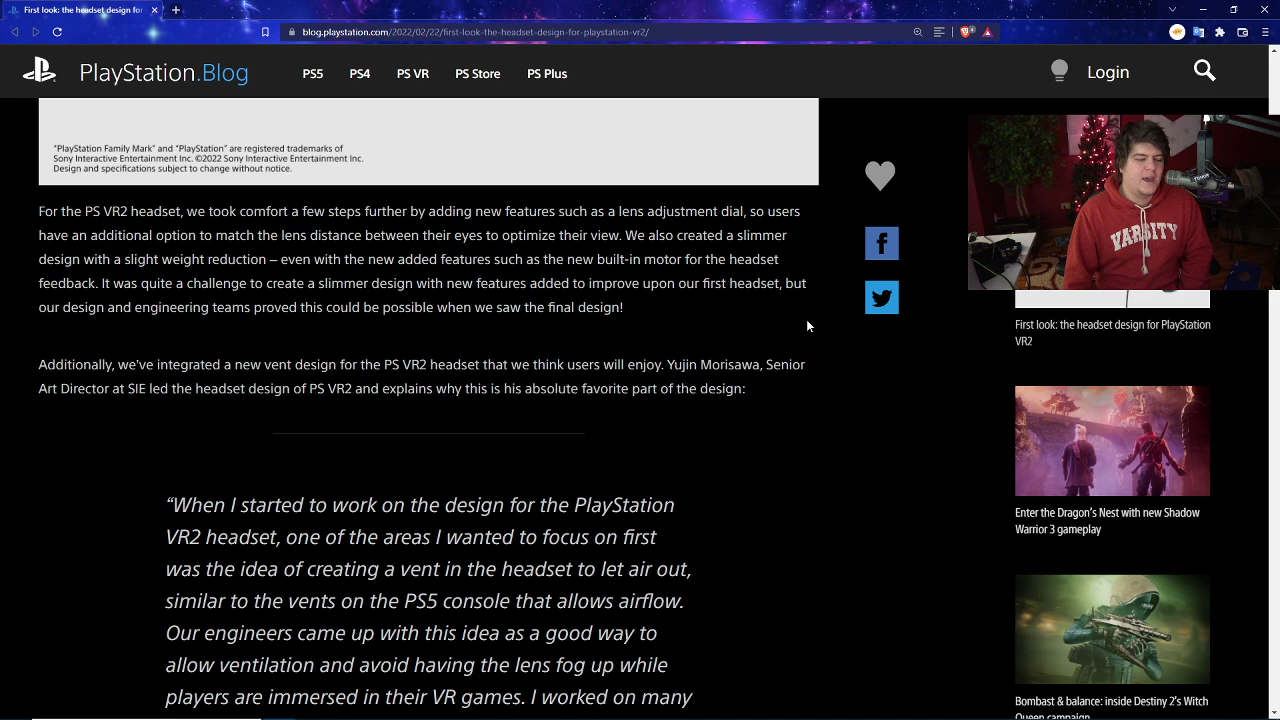 First look: the headset design for
blog.playstation.com/2022/02/22/first-look-the-headset-design-for-playstation-vr2/
PlayStation.Blog
PS5
PS4
PS VR
PS Store
PS Plus
Login
“PlayStation Family Mark” and “PlayStation” are registered trademarks of
Sony Interactive Entertainment Inc. ©2022 Sony Interactive Entertainment Inc.
Design and specifications subject to change without notice.
For the PS VR2 headset, we took comfort a few steps further by adding new features such as a lens adjustment dial, so users
have an additional option to match the lens distance between their eyes to optimize their view. We also created a slimmer
design with a slight weight reduction – even with the new added features such as the new built-in motor for the headset
feedback. It was quite a challenge to create a slimmer design with new features added to improve upon our first headset, but
our design and engineering teams proved this could be possible when we saw the final design!
Additionally, we’ve integrated a new vent design for the PS VR2 headset that we think users will enjoy. Yujin Morisawa, Senior
Art Director at SIE led the headset design of PS VR2 and explains why this is his absolute favorite part of the design:
“When I started to work on the design for the PlayStation
VR2 headset, one of the areas I wanted to focus on first
was the idea of creating a vent in the headset to let air out,
similar to the vents on the PS5 console that allows airflow.
Our engineers came up with this idea as a good way to
allow ventilation and avoid having the lens fog up while
players are immersed in their VR games. I worked on many
VARSITY
First look: the headset design for PlayStation
VR2
Enter the Dragon’s Nest with new Shadow
Warrior 3 gameplay
Bombast & balance: inside Destiny 2’s Witch
Queen campaign